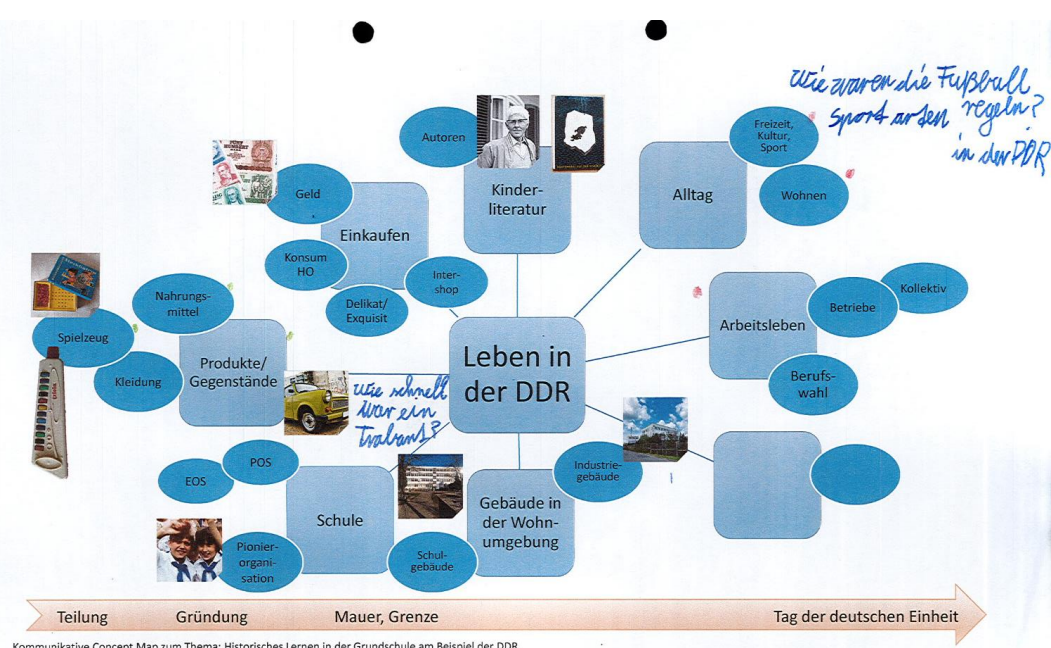 Wie waren die Fußball
Sportarten regeln?
in der DDR
Autoren
Freizeit,
Kultur,
Sport
Kinder-
literatur
Alltag
Wohnen
Geld
Einkaufen
Konsum
HO
Inter-
shop
Delikat/
Exquisit
Nahrungs-
mittel
Spielzeug
Kleidung
Produkte/
Gegenstände
Leben in
der DDR
Arbeitsleben
Betriebe
Kollektiv
Berufs-
wahl
Wie schnell
war ein
Trabant?
EOS
POS
Schule
Pionier-
organi-
sation
Schul-
gebäude
Gebäude in
der Wohn-
umgebung
Industrie-
gebäude
Teilung
Gründung
Mauer, Grenze
Tag der deutschen Einheit
Kommunikative Concept Map zum Thema: Historisches Lernen in der Grundschule am Beispiel der DDR